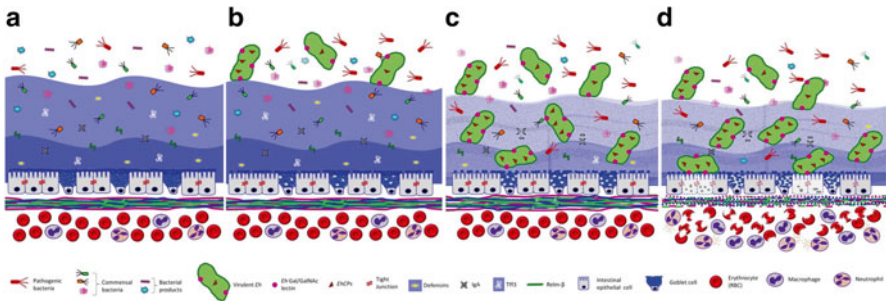 a b c d
Pathogenic bacteria
Commensal bacteria
Bacterial products
Virulent Eh
Eh Gal/GalNAc lectin
EhCPs
Tight Junction
Defensins
IgA
TFf3
Relm-β
Intestinal epithelial cell
Goblet cell
Erythrocyte (RBC)
Macrophage
Neutrophil